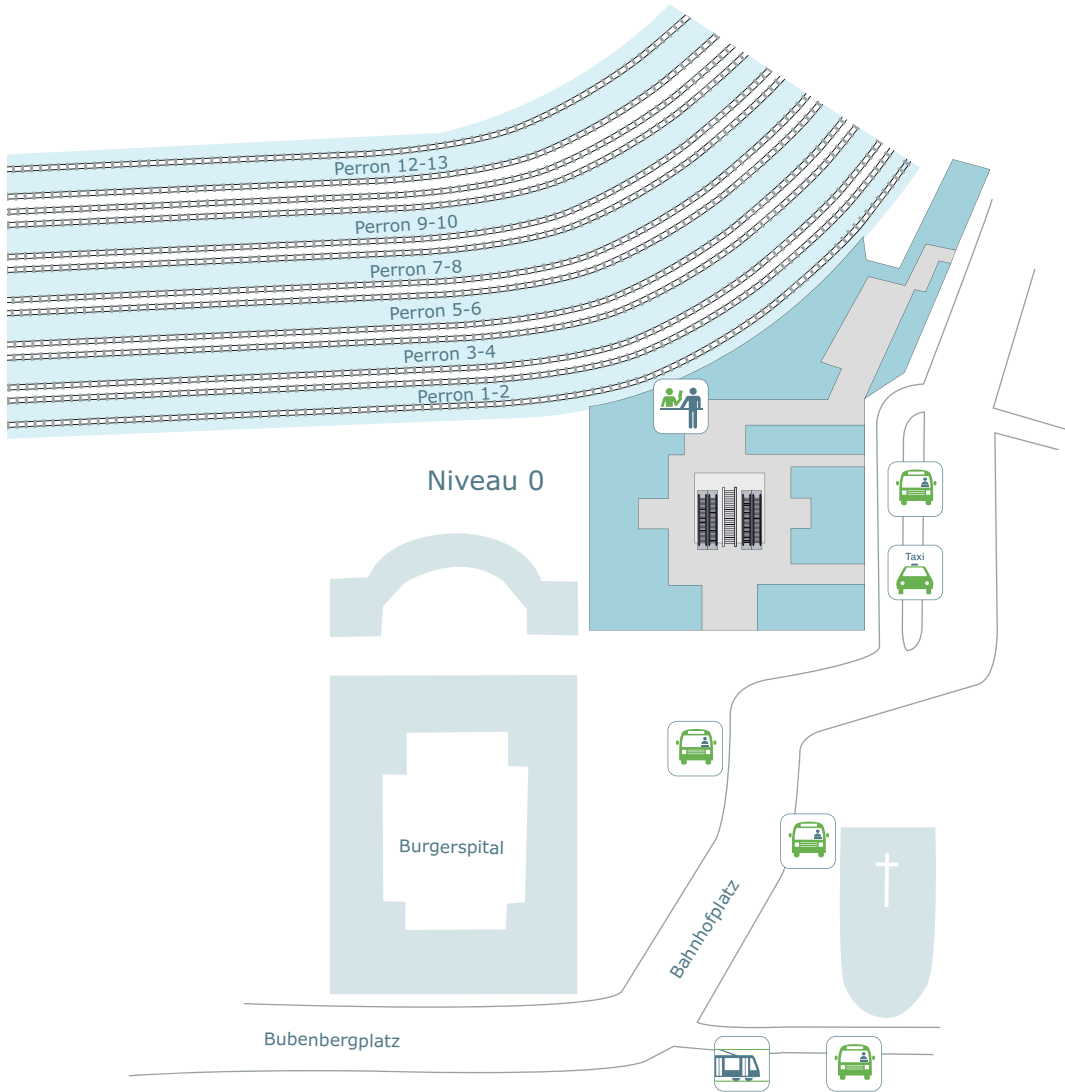 Perron 12-13
Perron 9-10
Perron 7-8
Perron 5-6
Perron 3-4
Perron 1-2
Niveau 0
Taxi
Burgerspital
Bahnhofplatz
Bubenbergplatz